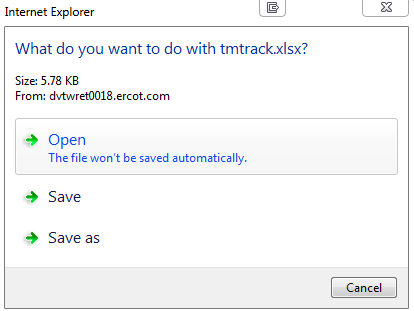 Internet Explorer
What do you want to do with tmtrack.xlsx?
Size: 5.78 KB
From: dvtwret0018.ercot.com
Open
The file won't be saved automatically.
Save
Save as
Cancel